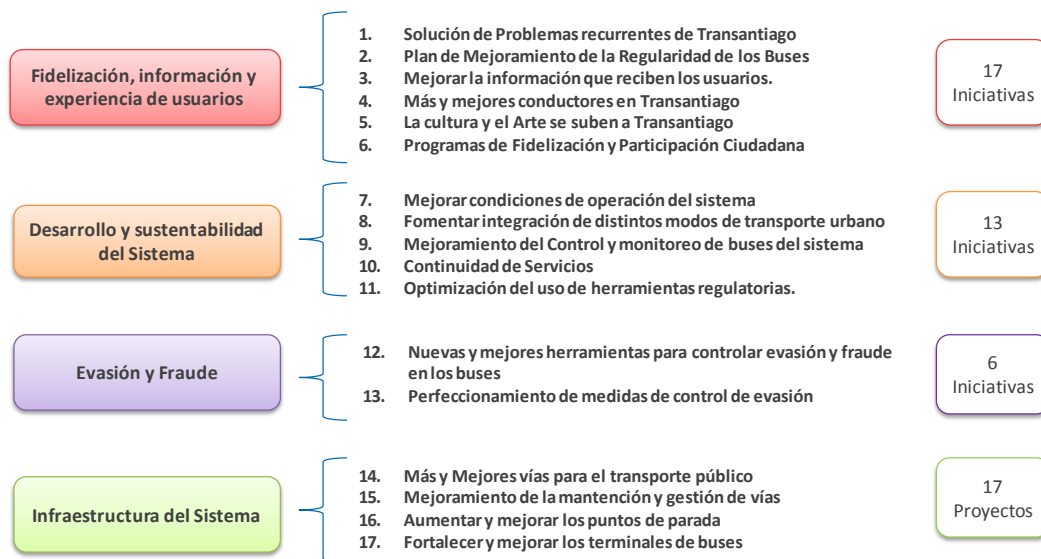 Fidelización, información y
experiencia de usuarios
1. Solución de Problemas recurrentes de Transantiago
2. Plan de Mejoramiento de la Regularidad de los Buses
3. Mejorar la información que reciben los usuarios.
4. Más y mejores conductores en Transantiago
5. La cultura y el Arte se suben a Transantiago
6. Programas de Fidelización y Participación Ciudadana
17
Iniciativas
Desarrollo y sustentabilidad
del Sistema
7. Mejorar condiciones de operación del sistema
8. Fomentar integración de distintos modos de transporte urbano
9. Mejoramiento del Control y monitoreo de buses del sistema
10. Continuidad de Servicios
11. Optimización del uso de herramientas regulatorias.
13
Iniciativas
Evasión y Fraude
12. Nuevas y mejores herramientas para controlar evasión y fraude
en los buses
13. Perfeccionamiento de medidas de control de evasión
6
Iniciativas
Infraestructura del Sistema
14. Más y Mejores vías para el transporte público
15. Mejoramiento de la mantención y gestión de vías
16. Aumentar y mejorar los puntos de parada
17. Fortalecer y mejorar los terminales de buses
17
Proyectos